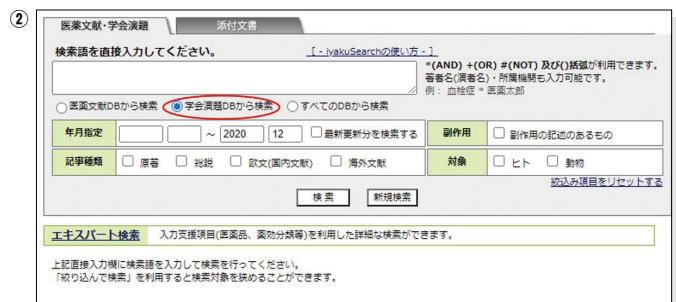 ②
医薬文献・学会演題 添付文書
検索語を直接入力してください。 [ - iyakuSearchの使い方 - ]
*(AND) +(OR) #(NOT) 及び()括弧が利用できます。
著者名(演者名)・所属機関も入力可能です。
例: 血栓症 * 医薬太郎
医薬文献DBから検索 学会演題DBから検索 すべてのDBから検索
年月指定 ~ 2020 12 最新更新分を検索する 副作用 副作用の記述のあるもの
記事種類 原著 総説 欧文(国内文献) 海外文献 対象 ヒト 動物
絞込み項目をリセットする
検索 新規検索
エキスパート検索 入力支援項目(医薬品、薬効分類等)を利用した詳細な検索ができます。
上記直接入力欄に検索語を入力して検索を行ってください。
「絞り込んで検索」を利用すると検索対象を狭めることができます。